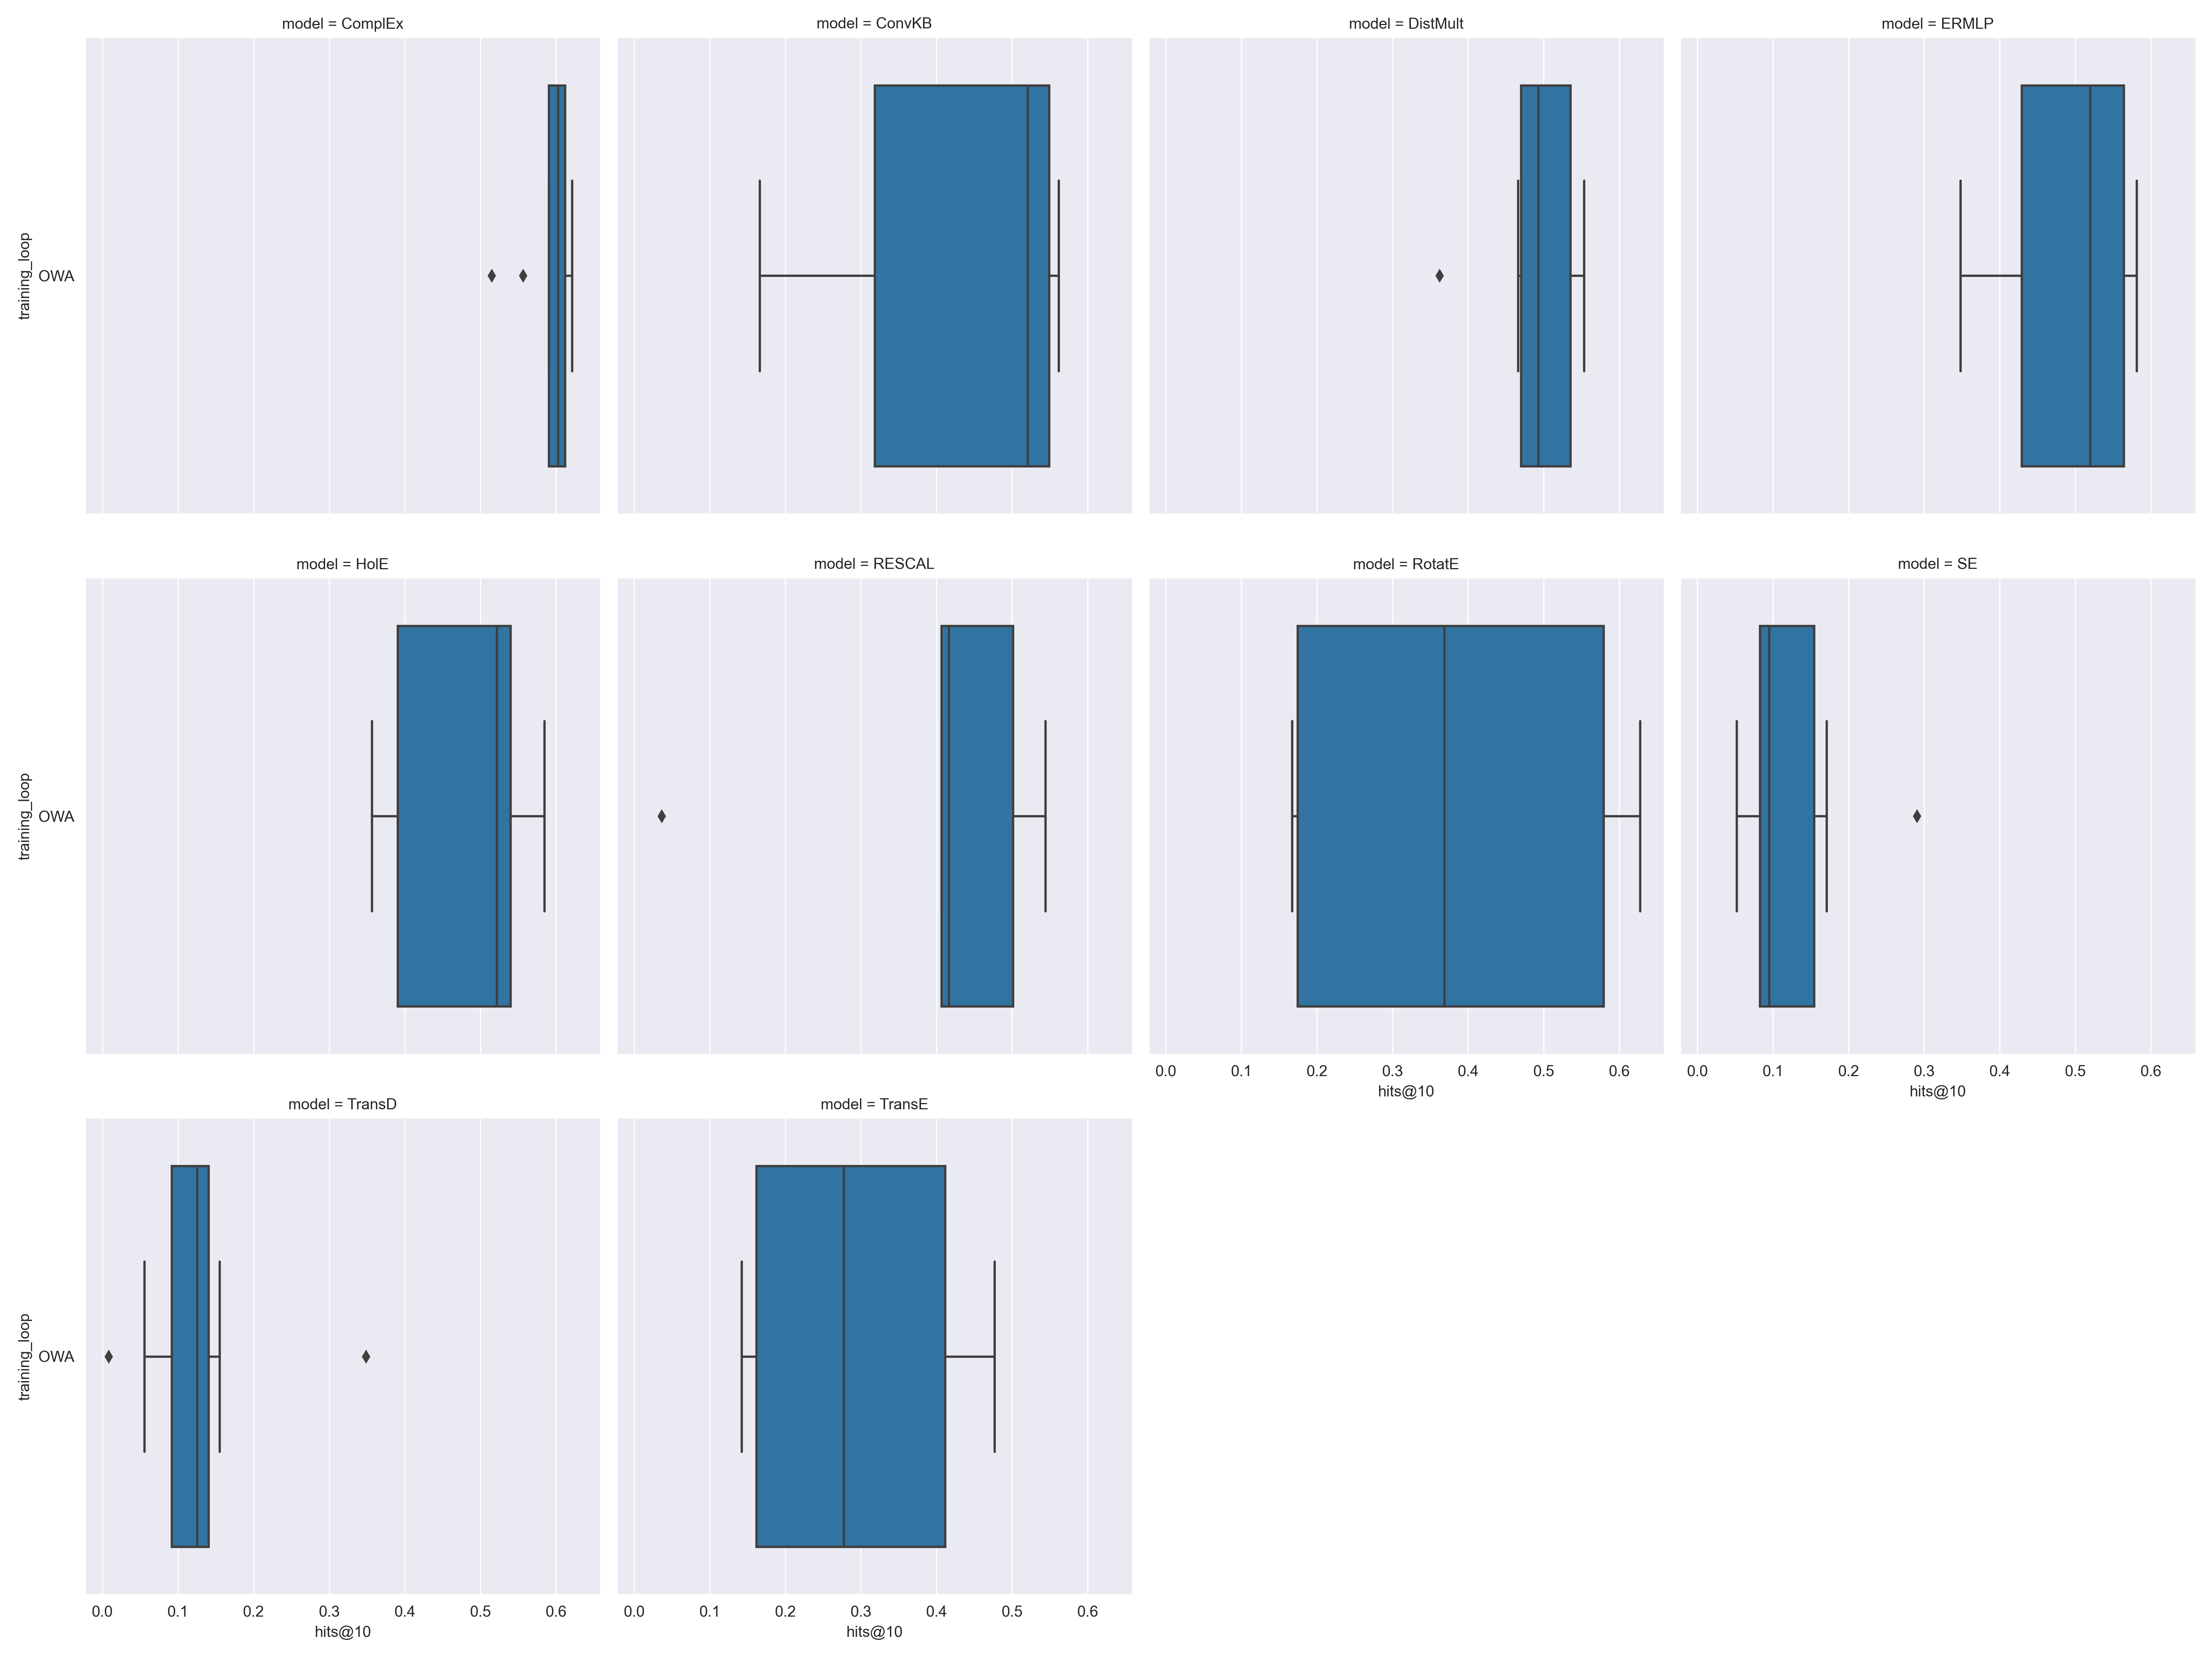 model = ComplEx
model = ConvKB
model = DistMult
model = ERMLP
training_loop
OWA
model = HolE
model = RESCAL
model = RotatE
model = SE
training_loop
OWA
0.0 0.1 0.2 0.3 0.4 0.5 0.6
hits@10
0.0 0.1 0.2 0.3 0.4 0.5 0.6
hits@10
model = TransD
model = TransE
training_loop
OWA
0.0 0.1 0.2 0.3 0.4 0.5 0.6
hits@10
0.0 0.1 0.2 0.3 0.4 0.5 0.6
hits@10